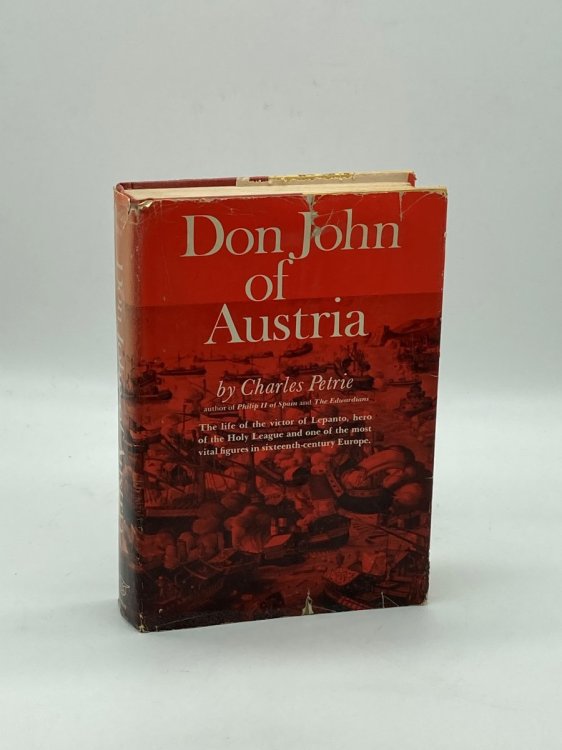 Don John
of
Austria
by Charles Petrie
author of Philip II of Spain and The Edwardians
The life of the victor of Lepanto, hero
of the Holy League and one of the most
vital figures in sixteenth-century Europe.